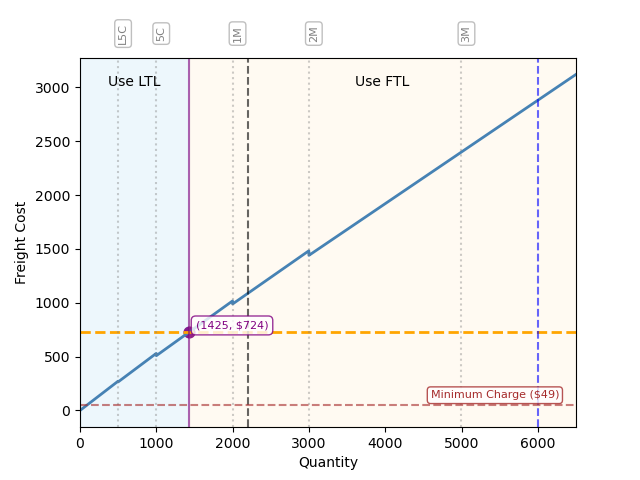 L5C 5C 1M 2M 3M
Use LTL Use FTL
3000
2500
2000
1500
1000
500
0
Freight Cost
(1425, $724)
Minimum Charge ($49)
0 1000 2000 3000 4000 5000 6000
Quantity